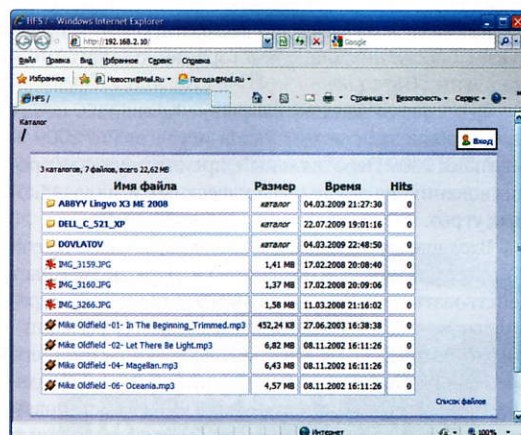 HFS / - Windows Internet Explorer
http://192.168.2.10/
Google
Файл Правка Вид Избранное Сервис Справка
Избранное Новости@Mail.Ru Погода@Mail.Ru
HFS / Страница Безопасность Сервис
Каталог
/
Вход
3 каталогов, 7 файлов, всего 22,62 MB
Имя файла Размер Время Hits
ABBYY Lingvo X3 ME 2008 каталог 04.03.2009 21:27:30 0
DELL_C_521_XP каталог 22.07.2009 19:01:16 0
DOVLATOV каталог 04.03.2009 22:48:50 0
IMG_3159.JPG 1,41 MB 17.02.2008 20:08:40 0
IMG_3160.JPG 1,37 MB 17.02.2008 20:09:06 0
IMG_3266.JPG 1,58 MB 11.03.2008 21:16:02 0
Mike Oldfield -01- In The Beginning_Trimmed.mp3 452,24 KB 27.06.2003 16:38:38 0
Mike Oldfield -02- Let There Be Light.mp3 6,82 MB 08.11.2002 16:11:26 0
Mike Oldfield -04- Magellan.mp3 6,43 MB 08.11.2002 16:11:26 0
Mike Oldfield -06- Oceania.mp3 4,57 MB 08.11.2002 16:11:26 0
Список файлов
Интернет 100%